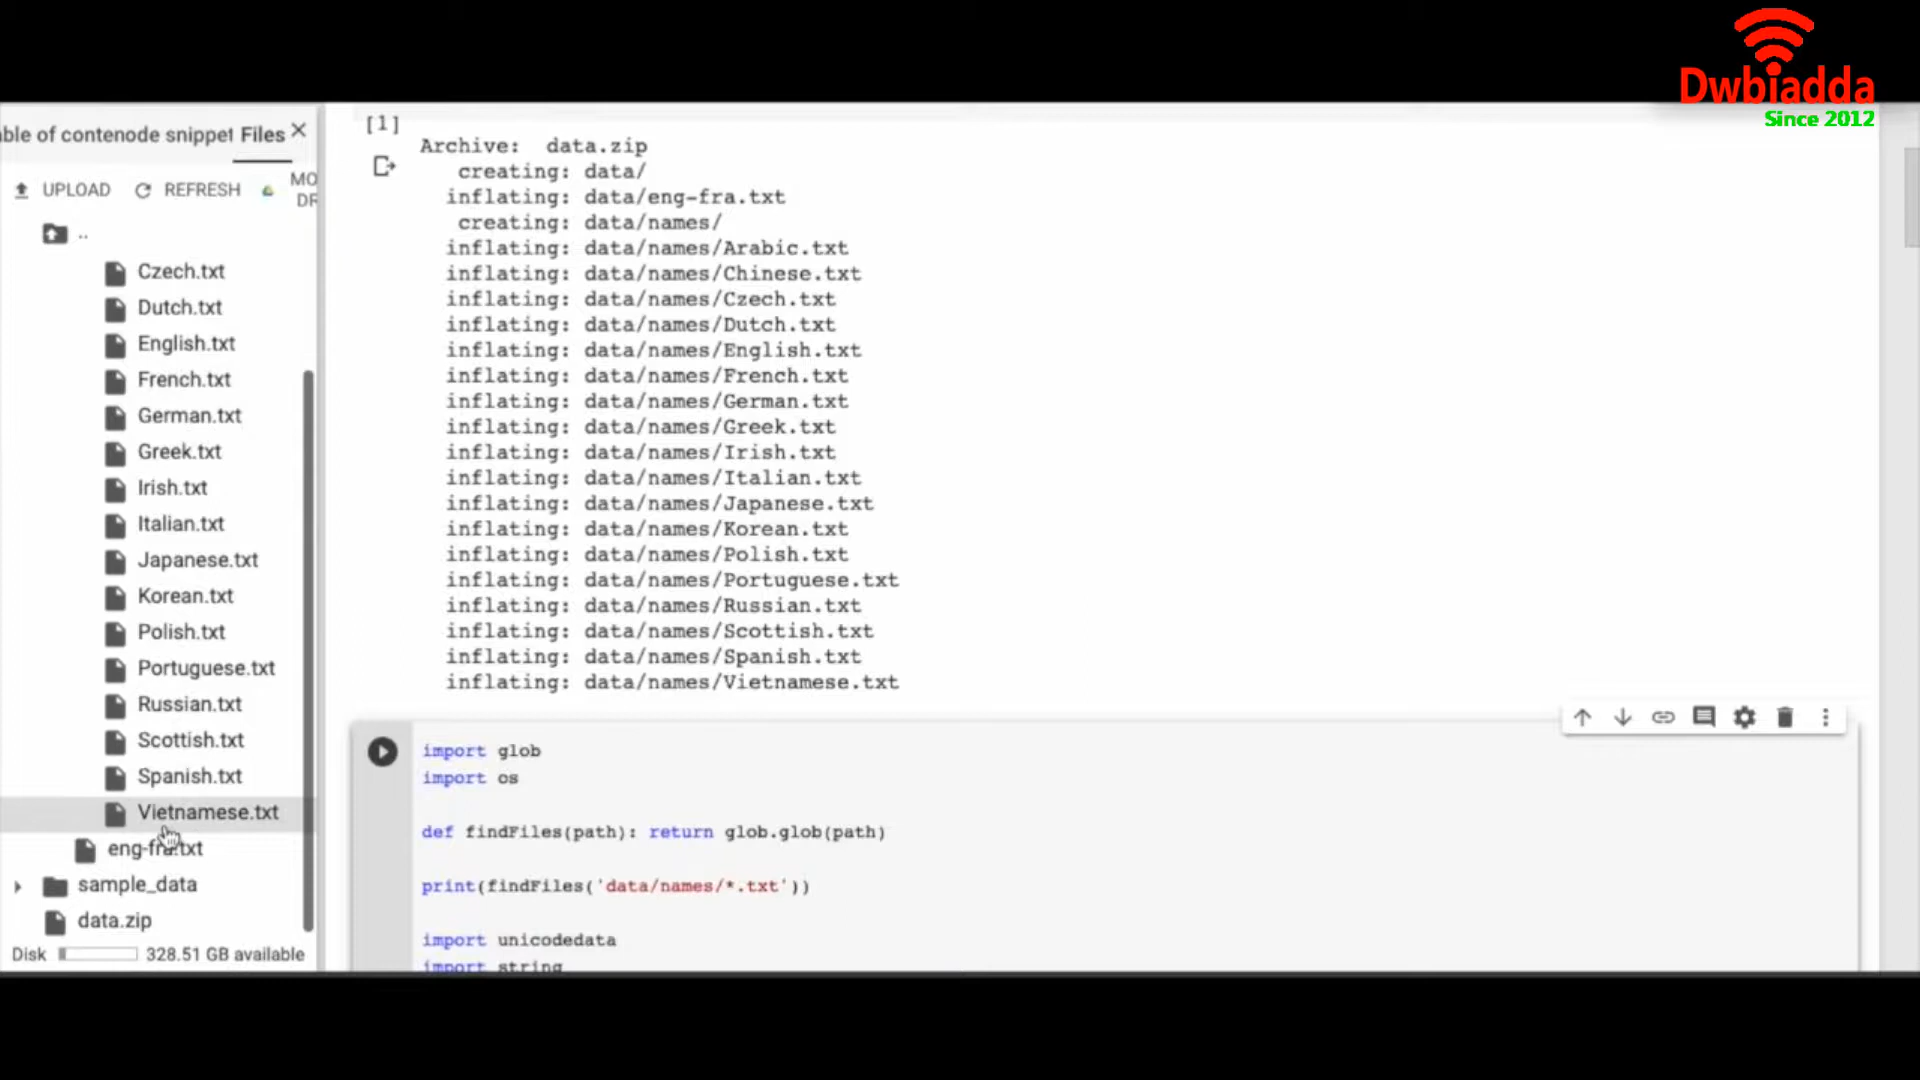 Dwbiadda
Since 2012
ble of conten
ode snippet
Files
UPLOAD
REFRESH
MO
DR
..
Czech.txt
Dutch.txt
English.txt
French.txt
German.txt
Greek.txt
Irish.txt
Italian.txt
Japanese.txt
Korean.txt
Polish.txt
Portuguese.txt
Russian.txt
Scottish.txt
Spanish.txt
Vietnamese.txt
eng-fra.txt
sample_data
data.zip
Disk 328.51 GB available
[1]
Archive: data.zip
creating: data/
inflating: data/eng-fra.txt
creating: data/names/
inflating: data/names/Arabic.txt
inflating: data/names/Chinese.txt
inflating: data/names/Czech.txt
inflating: data/names/Dutch.txt
inflating: data/names/English.txt
inflating: data/names/French.txt
inflating: data/names/German.txt
inflating: data/names/Greek.txt
inflating: data/names/Irish.txt
inflating: data/names/Italian.txt
inflating: data/names/Japanese.txt
inflating: data/names/Korean.txt
inflating: data/names/Polish.txt
inflating: data/names/Portuguese.txt
inflating: data/names/Russian.txt
inflating: data/names/Scottish.txt
inflating: data/names/Spanish.txt
inflating: data/names/Vietnamese.txt
import glob
import os
def findFiles(path): return glob.glob(path)
print(findFiles('data/names/*.txt'))
import unicodedata
import string